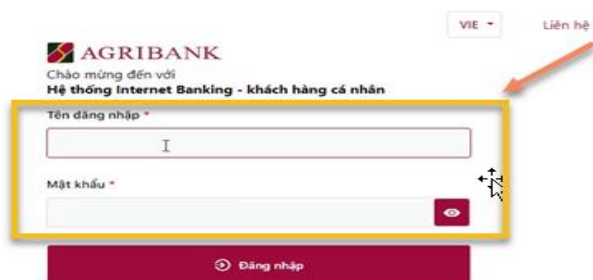 VIE Liên hệ
AGRIBANK
Chào mừng đến với
Hệ thống Internet Banking - khách hàng cá nhân
Tên đăng nhập *
Mật khẩu *
Đăng nhập